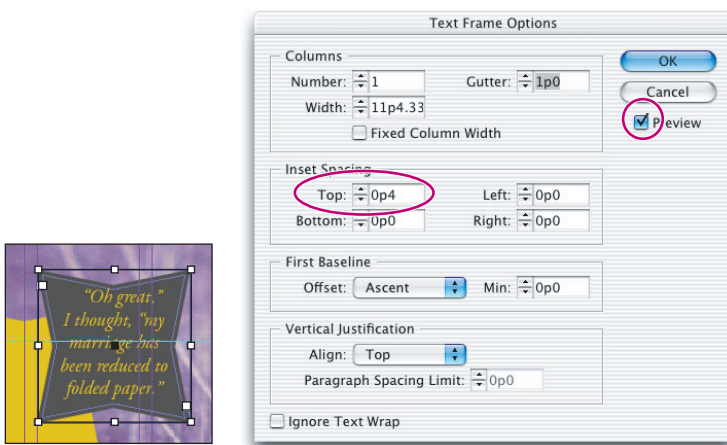 Text Frame Options
Columns
Number: 1 Gutter: 1p0
Width: 11p4.33
Fixed Column Width
OK
Cancel
Preview
Inset Spacing
Top: 0p4 Left: 0p0
Bottom: 0p0 Right: 0p0
First Baseline
Offset: Ascent Min: 0p0
Vertical Justification
Align: Top
Paragraph Spacing Limit: 0p0
Ignore Text Wrap
“Oh great,”
I thought, “my
marriage has
been reduced to
folded paper.”